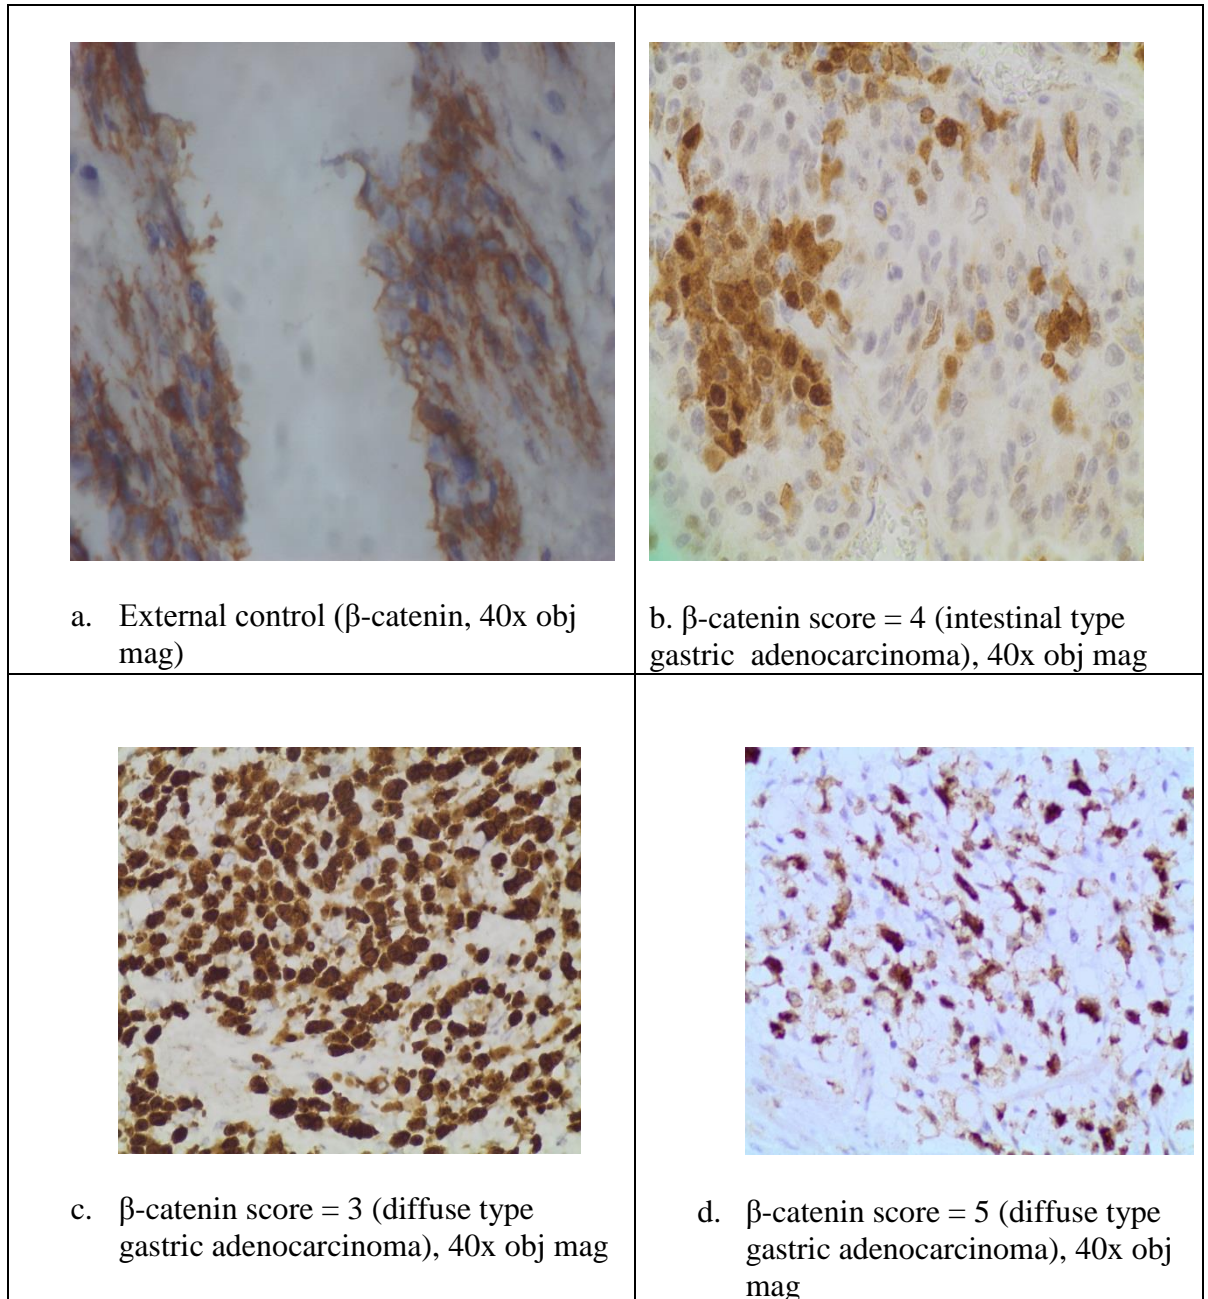 a. External control (β-catenin, 40x obj
mag)
b. β-catenin score = 4 (intestinal type
gastric adenocarcinoma), 40x obj mag
c. β-catenin score = 3 (diffuse type
gastric adenocarcinoma), 40x obj mag
d. β-catenin score = 5 (diffuse type
gastric adenocarcinoma), 40x obj
mag